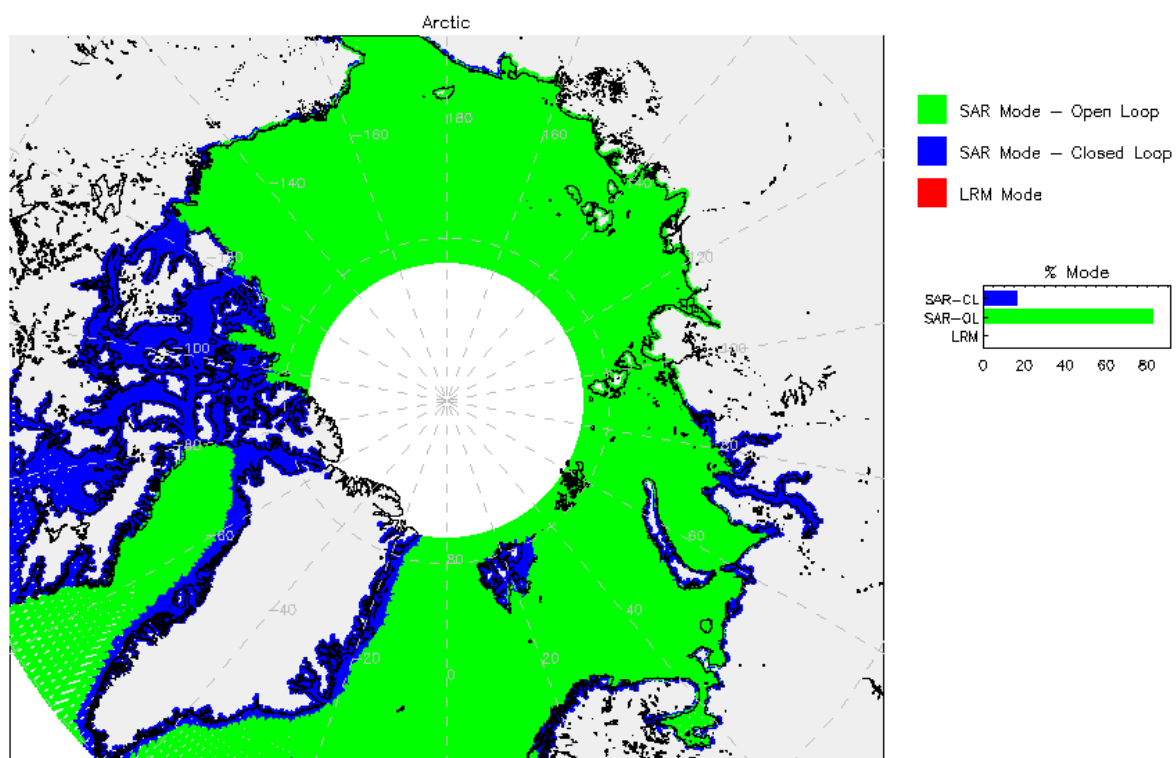 Arctic
180
-160
160
-140
140
-120
120
-100
100
-80
80
-60
60
-40
40
-20
20
0
80
SAR Mode – Open Loop
SAR Mode – Closed Loop
LRM Mode
% Mode
SAR-CL
SAR-OL
LRM
0 20 40 60 80